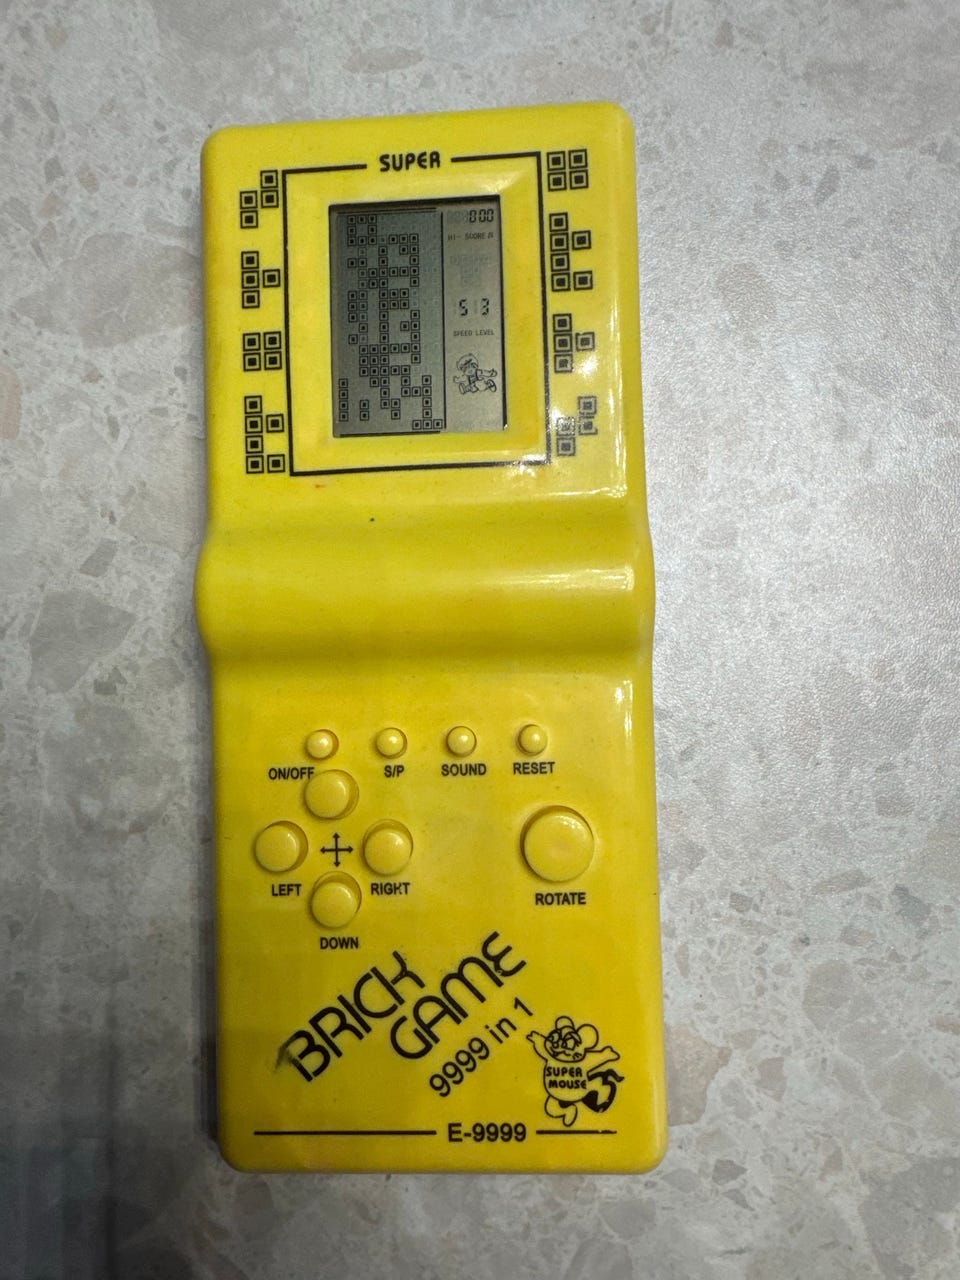 SUPER
000
HI- SCORE
5 3
SPEED LEVEL
ON/OFF
S/P
SOUND
RESET
LEFT
RIGHT
ROTATE
DOWN
BRICK
GAME
9999 in 1
SUPER
MOUSE
E-9999